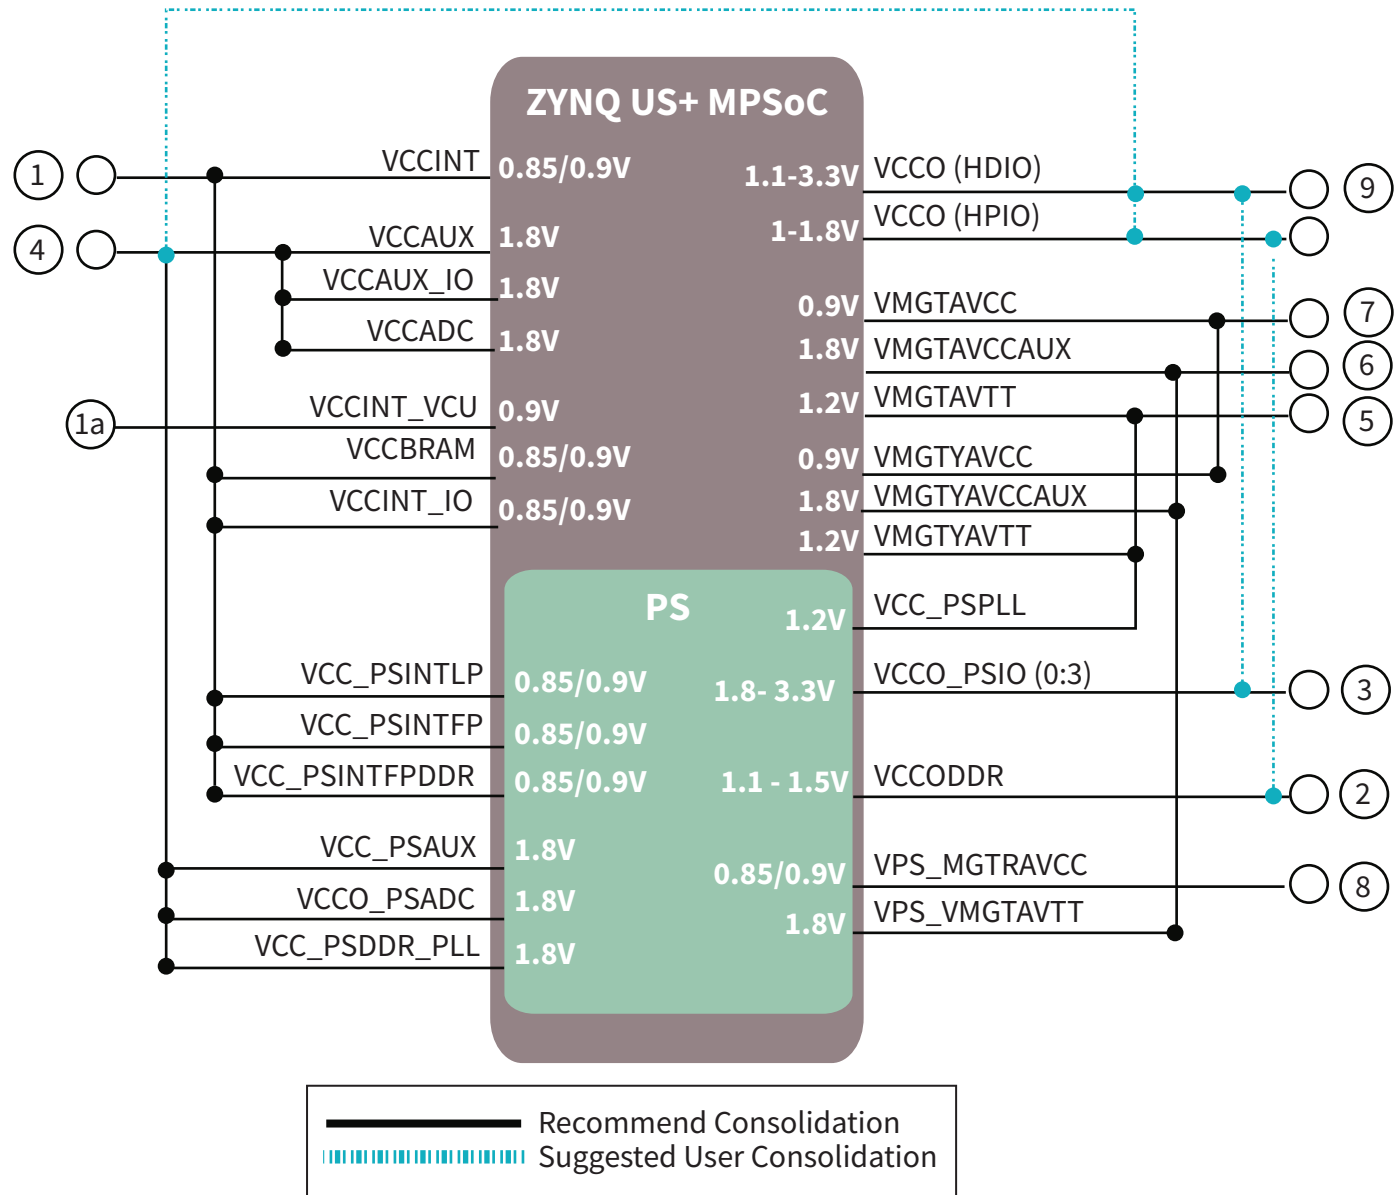 ZYNQ US+ MPSoC
1 VCCINT 0.85/0.9V
4 VCCAUX 1.8V
VCCAUX_IO 1.8V
VCCADC 1.8V
1a VCCINT_VCU 0.9V
VCCBRAM 0.85/0.9V
VCCINT_IO 0.85/0.9V
1.1-3.3V VCCO (HDIO) 9
1-1.8V VCCO (HPIO)
0.9V VMGTAVCC 7
1.8V VMGTAVCCAUX 6
1.2V VMGTAVTT 5
0.9V VMGTYAVCC
1.8V VMGTYAVCCAUX
1.2V VMGTYAVTT
PS
VCC_PSINTLP 0.85/0.9V
VCC_PSINTFP 0.85/0.9V
VCC_PSINTFPDDR 0.85/0.9V
VCC_PSAUX 1.8V
VCCO_PSADC 1.8V
VCC_PSDDR_PLL 1.8V
1.2V VCC_PSPLL
1.8- 3.3V VCCO_PSIO (0:3) 3
1.1 - 1.5V VCCODDR 2
0.85/0.9V VPS_MGTRAVCC 8
1.8V VPS_VMGTAVTT
Recommend Consolidation
Suggested User Consolidation